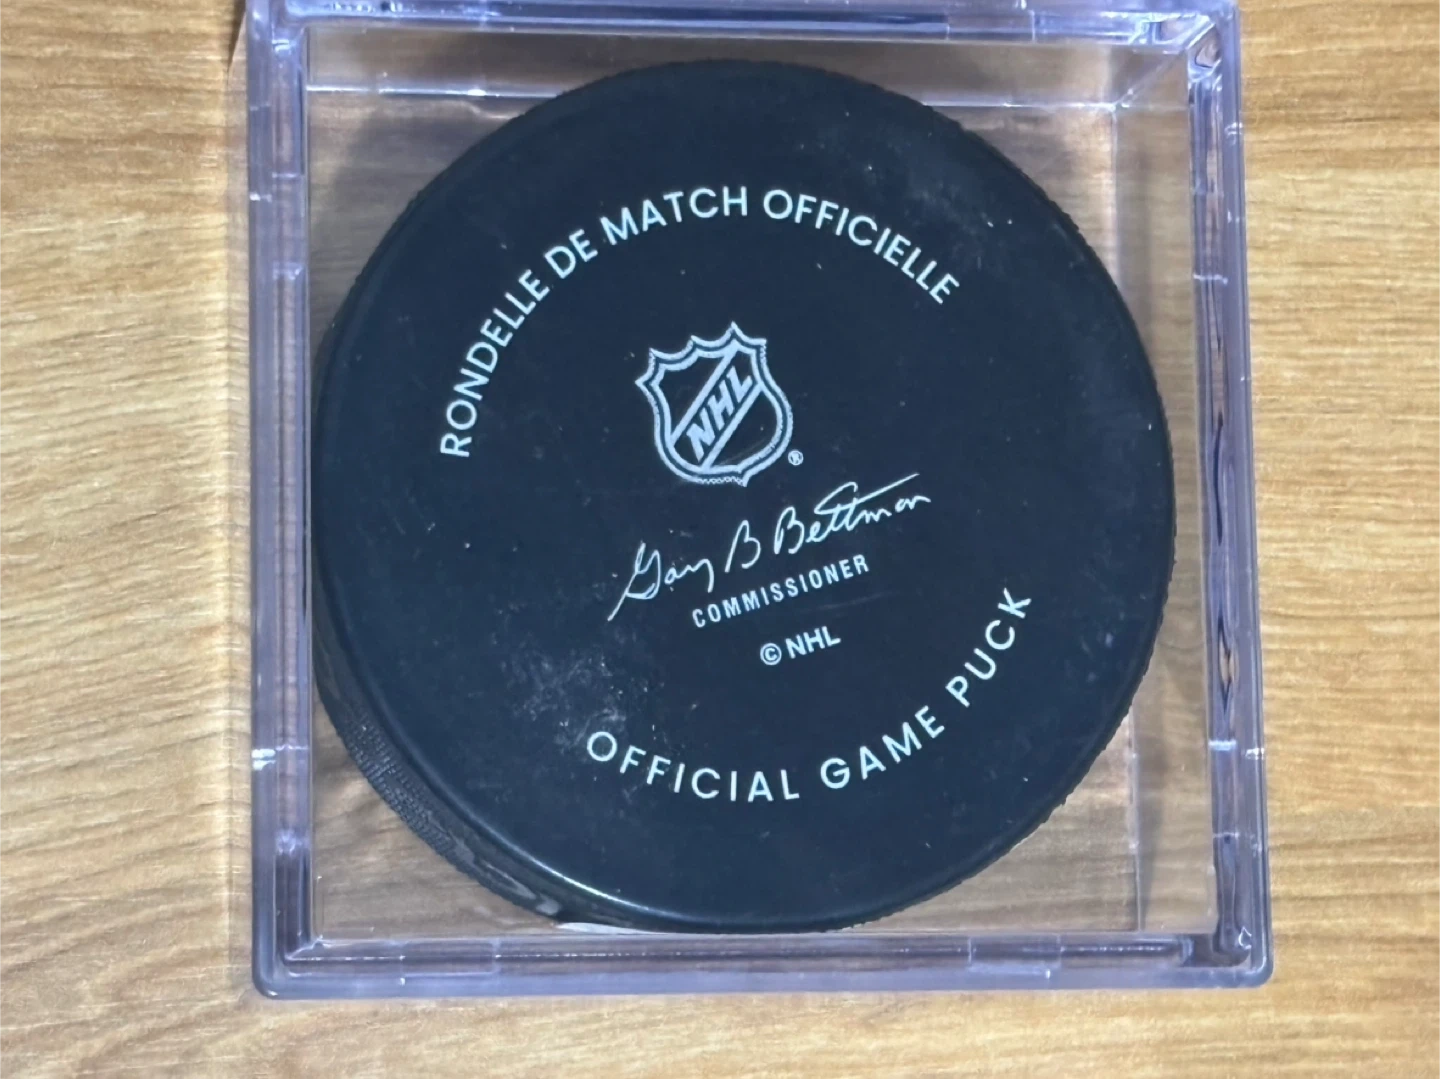 RONDELLE DE MATCH OFFICIELLE
NHL
®
Gary B Bettman
COMMISSIONER
© NHL
OFFICIAL GAME PUCK